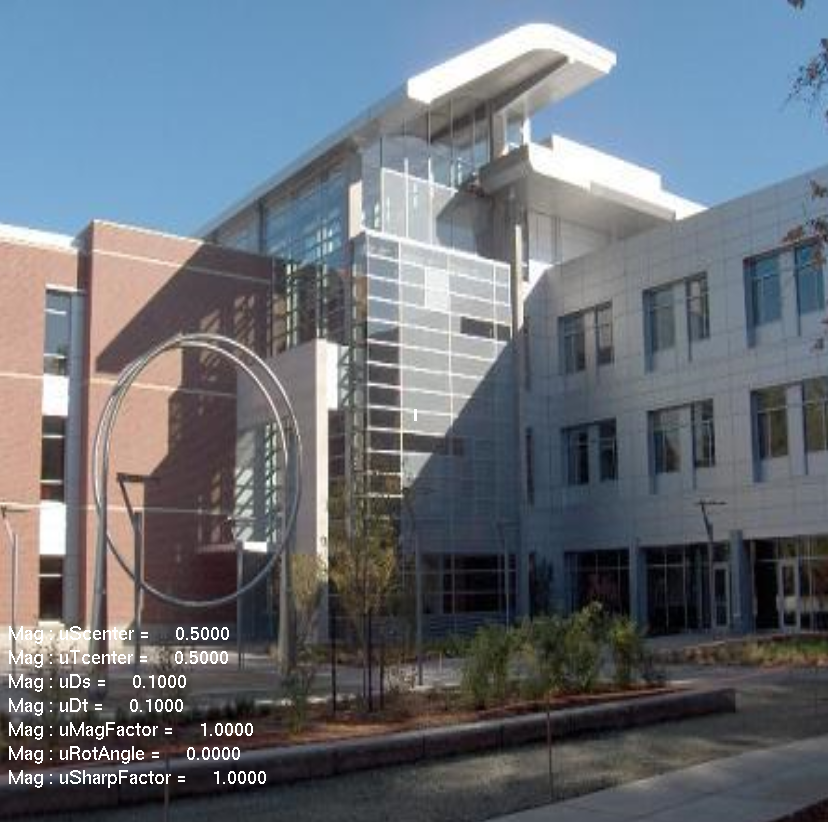 Mag : uScenter = 0.5000
Mag : uTcenter = 0.5000
Mag : uDs = 0.1000
Mag : uDt = 0.1000
Mag : uMagFactor = 1.0000
Mag : uRotAngle = 0.0000
Mag : uSharpFactor = 1.0000